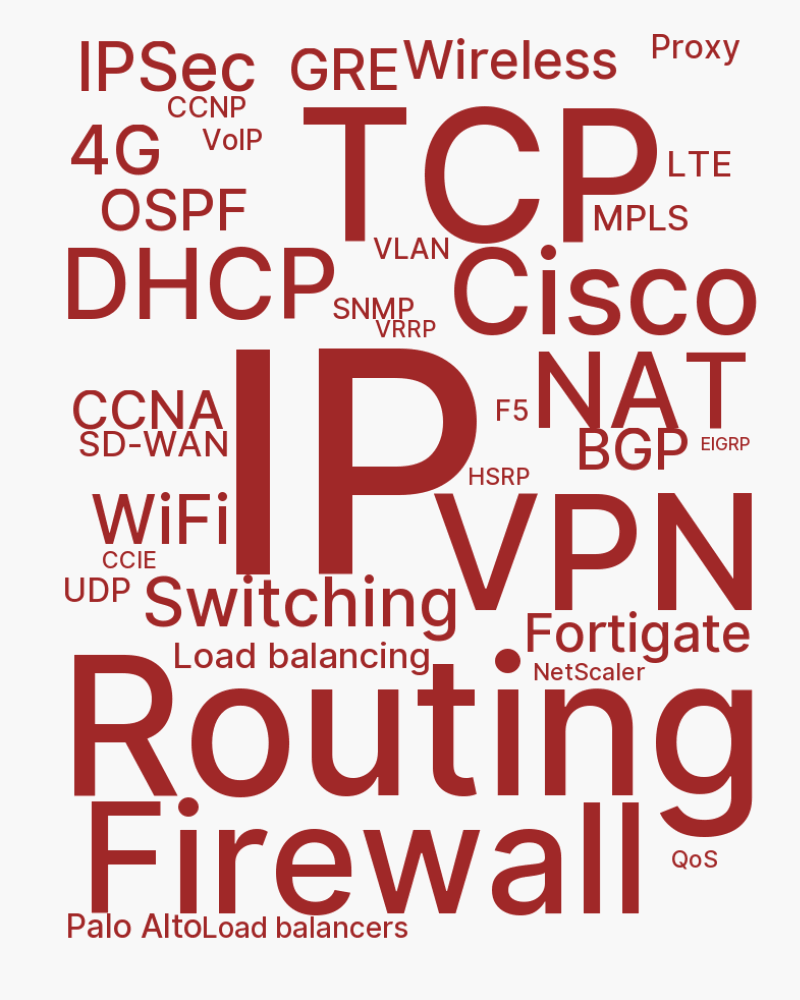 IPSec
GRE
Wireless
Proxy
CCNP
4G
VoIP
TCP
LTE
OSPF
MPLS
DHCP
VLAN
Cisco
SNMP
VRRP
IP
NAT
CCNA
F5
SD-WAN
BGP
EIGRP
HSRP
WiFi
VPN
CCIE
UDP
Switching
Fortigate
Load balancing
NetScaler
Routing
Firewall
QoS
Palo Alto
Load balancers